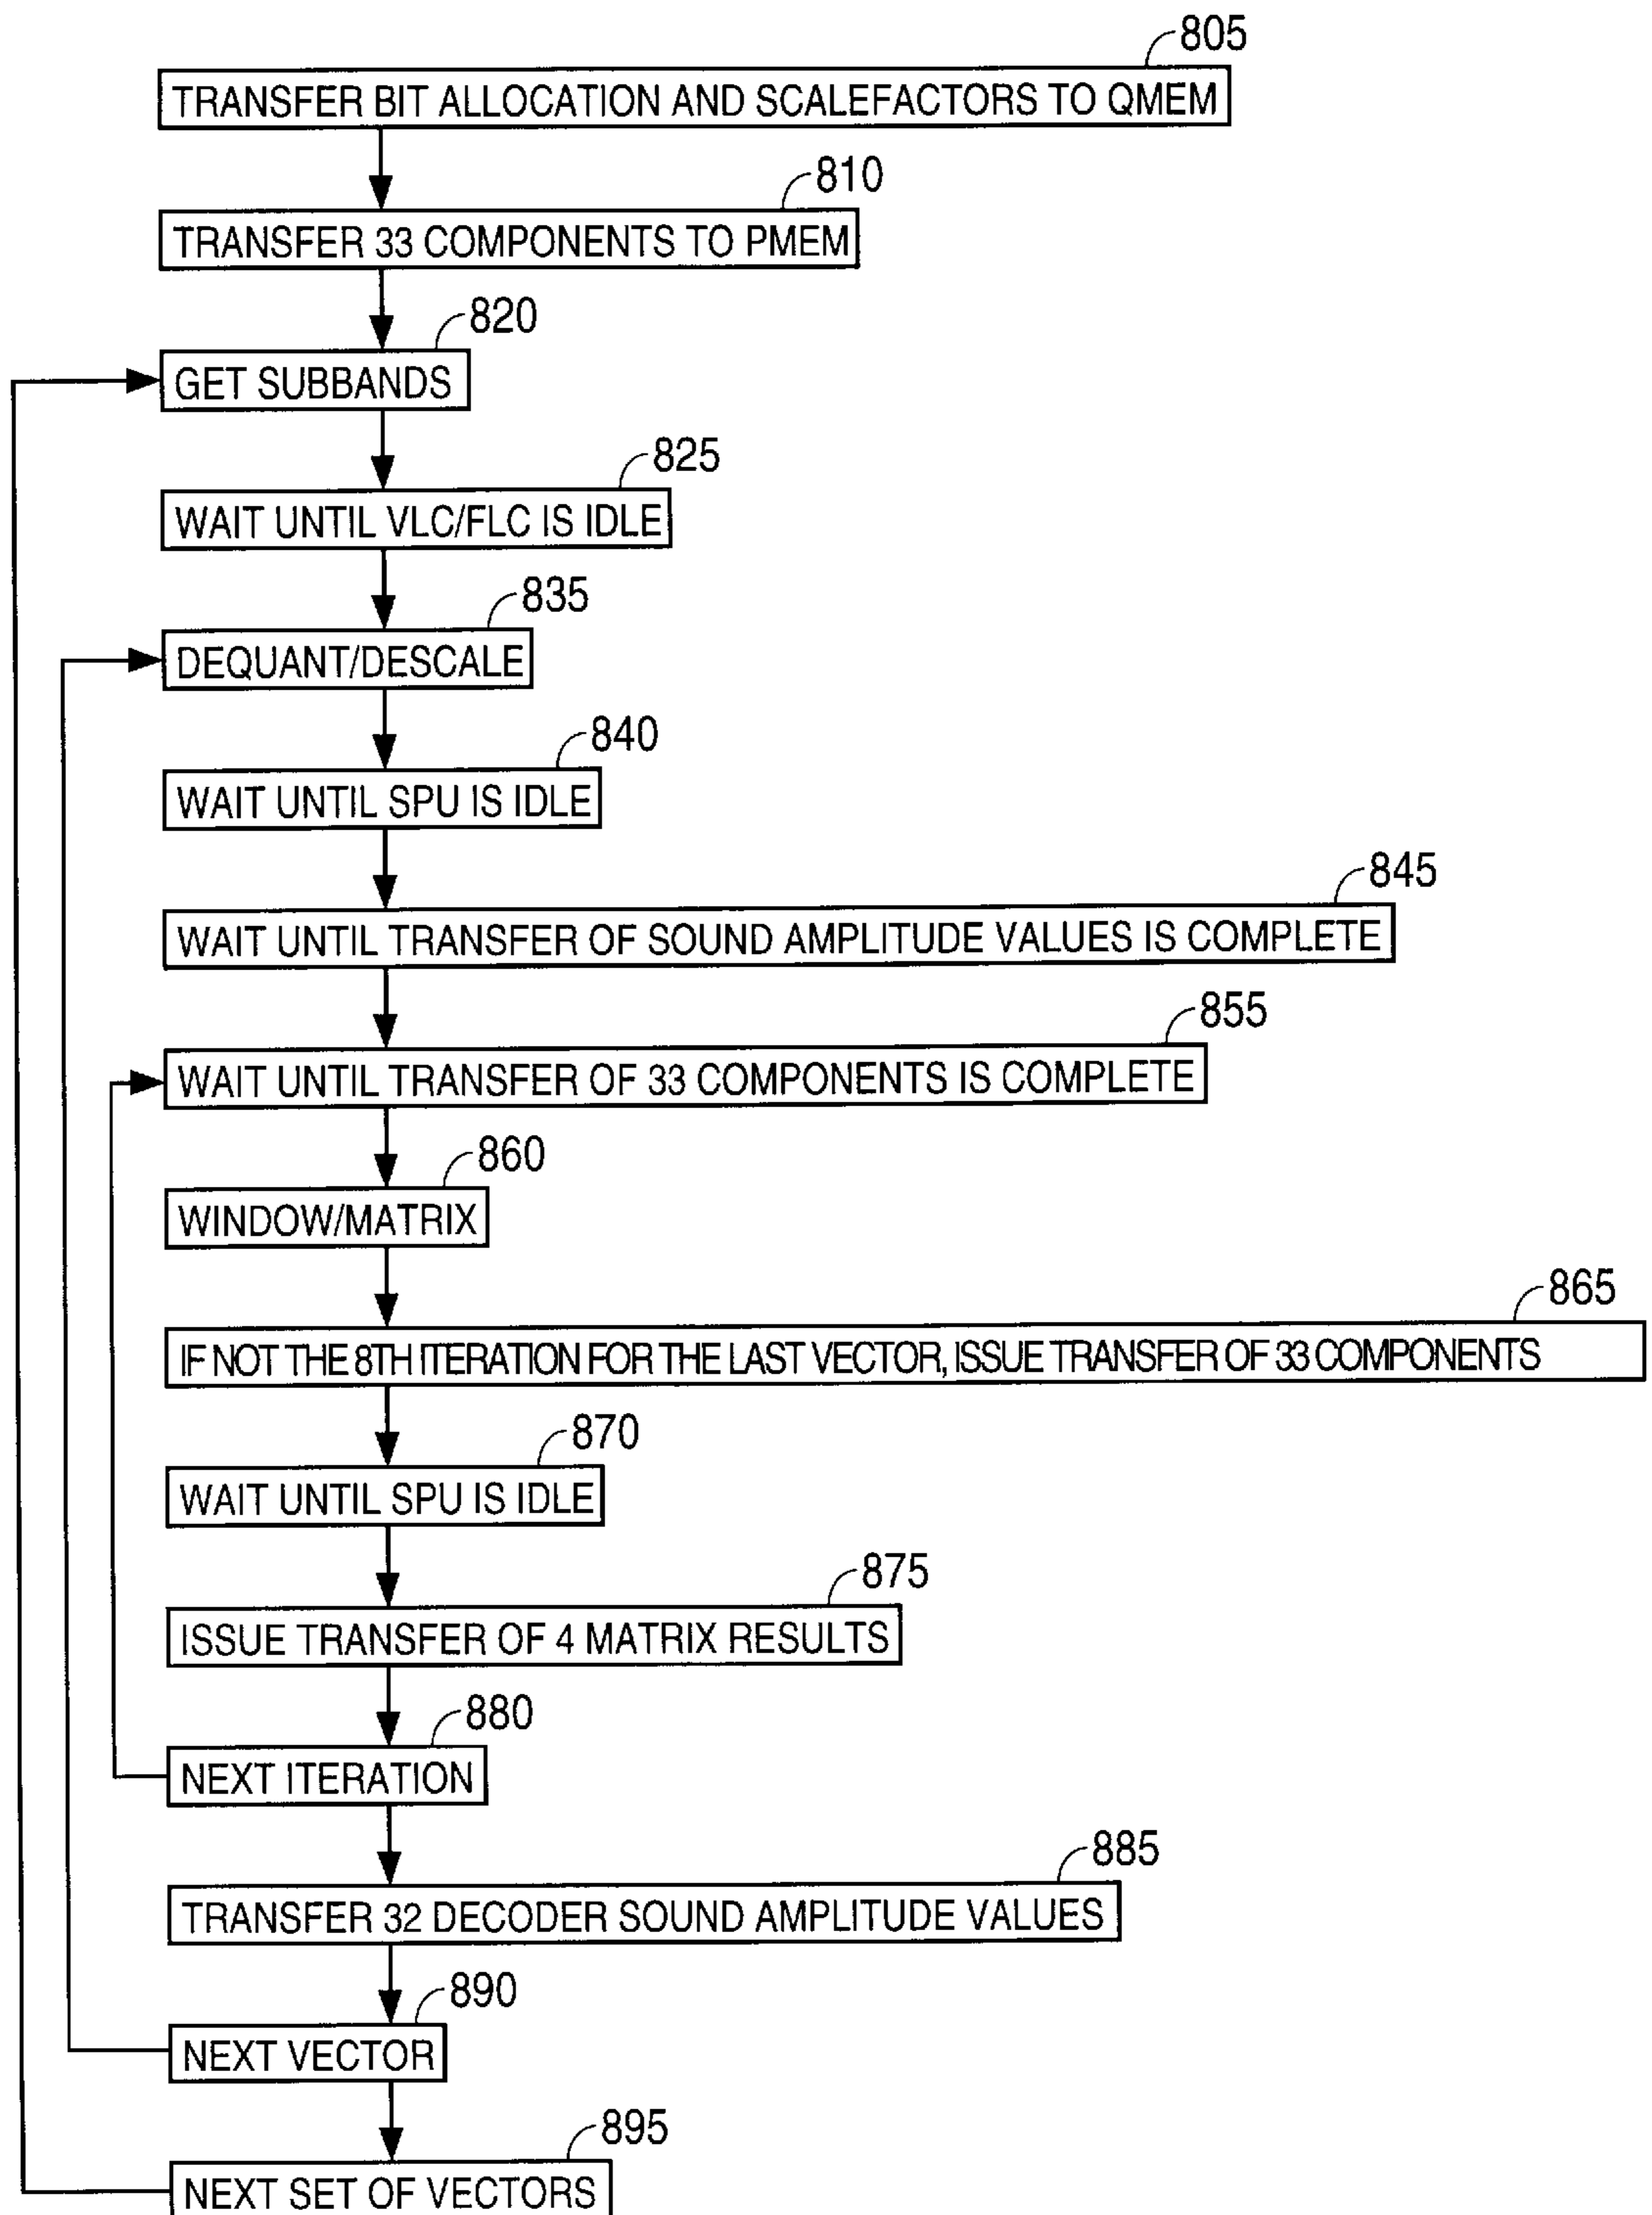 805
TRANSFER BIT ALLOCATION AND SCALEFACTORS TO QMEM
810
TRANSFER 33 COMPONENTS TO PMEM
820
GET SUBBANDS
825
WAIT UNTIL VLC/FLC IS IDLE
835
DEQUANT/DESCALE
840
WAIT UNTIL SPU IS IDLE
845
WAIT UNTIL TRANSFER OF SOUND AMPLITUDE VALUES IS COMPLETE
855
WAIT UNTIL TRANSFER OF 33 COMPONENTS IS COMPLETE
860
WINDOW/MATRIX
865
IF NOT THE 8TH ITERATION FOR THE LAST VECTOR, ISSUE TRANSFER OF 33 COMPONENTS
870
WAIT UNTIL SPU IS IDLE
875
ISSUE TRANSFER OF 4 MATRIX RESULTS
880
NEXT ITERATION
885
TRANSFER 32 DECODER SOUND AMPLITUDE VALUES
890
NEXT VECTOR
895
NEXT SET OF VECTORS